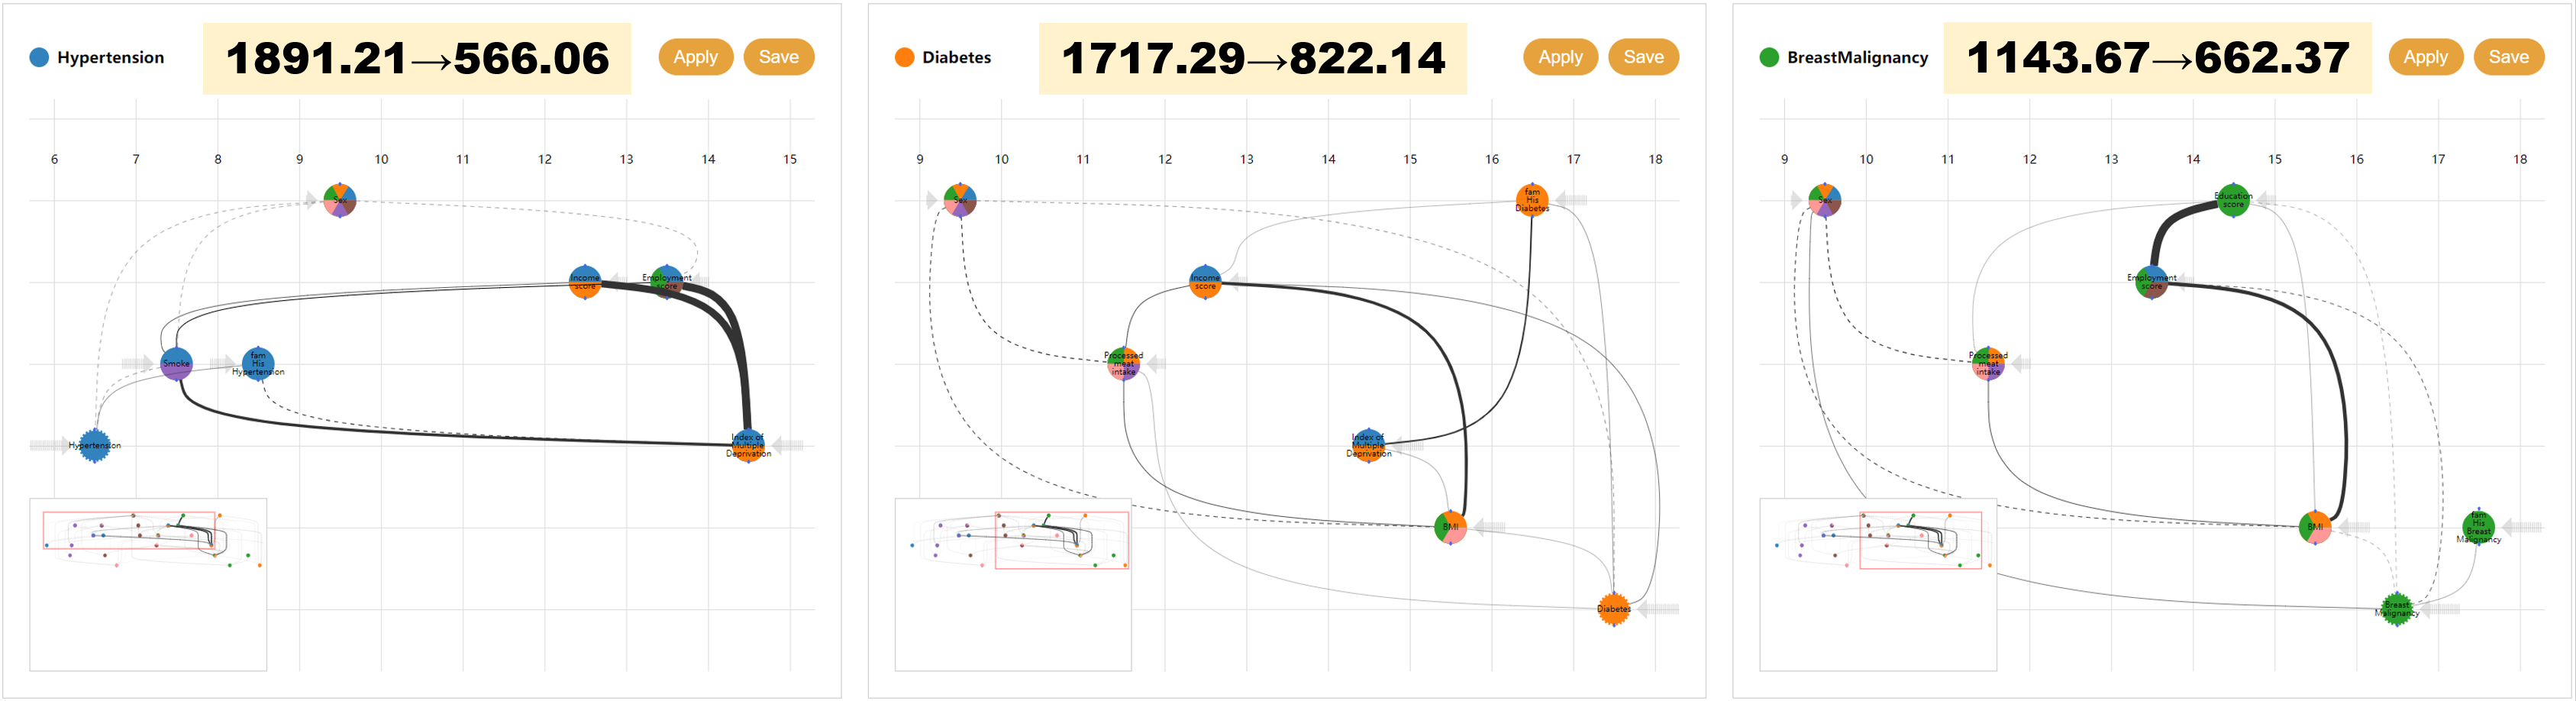 Hypertension
1891.21→566.06
Apply
Save
6 7 8 9 10 11 12 13 14 15
Sex
Income
score
Employment
score
Smoke
fam
His
Hypertension
Hypertension
Index of
Multiple
Deprivation
Diabetes
1717.29→822.14
Apply
Save
9 10 11 12 13 14 15 16 17 18
Sex
fam
His
Diabetes
Income
score
Processed
meat
intake
Index of
Multiple
Deprivation
BMI
Diabetes
BreastMalignancy
1143.67→662.37
Apply
Save
9 10 11 12 13 14 15 16 17 18
Sex
Education
score
Employment
score
Processed
meat
intake
BMI
fam
His
Breast
Malignancy
Breast
Malignancy